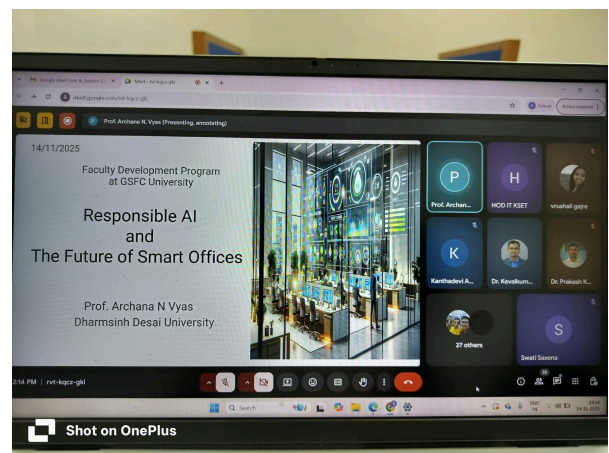 Google Meet Link & Session D
Meet - rvt-kqcz-gki
meet.google.com/rvt-kqcz-gki
School
Prof. Archana N. Vyas (Presenting, annotating)
14/11/2025
Faculty Development Program
at GSFC University
Responsible AI
and
The Future of Smart Offices
Prof. Archana N Vyas
Dharmsinh Desai University
P
Prof. Archan...
H
HOD IT KSET
vrushali gajre
K
Kanthadevi A...
Dr. Kevalkum...
Dr. Prakash K...
27 others
S
Swati Saxena
2:14 PM | rvt-kqcz-gki
Search
ENG
IN
14:14
14-11-2025
Shot on OnePlus